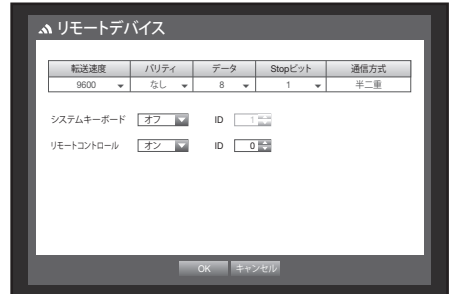 リモートデバイス
転送速度 パリティ データ Stopビット 通信方式
9600 なし 8 1 半二重
システムキーボード オフ ID 1
リモートコントロール オン ID 0
OK キャンセル